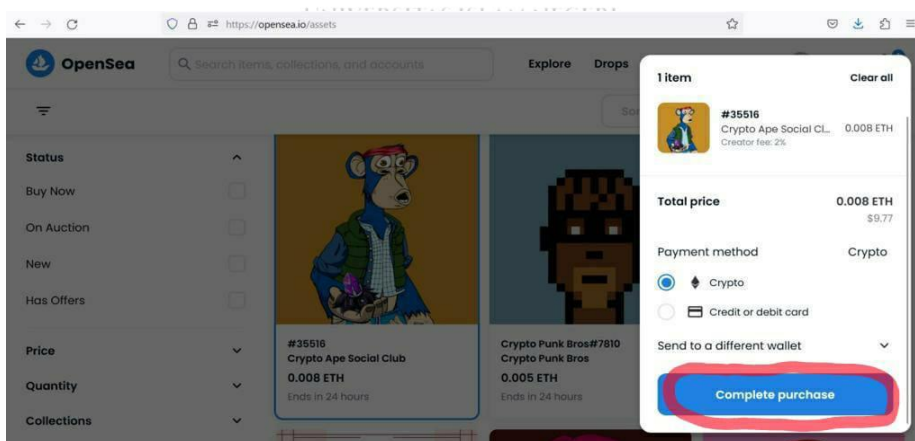 https://opensea.io/assets
OpenSea
Search items, collections, and accounts
Explore
Drops
Status
Buy Now
On Auction
New
Has Offers
Price
Quantity
Collections
#35516
Crypto Ape Social Club
0.008 ETH
Ends in 24 hours
Crypto Punk Bros#7810
Crypto Punk Bros
0.005 ETH
Ends in 24 hours
1 item
Clear all
#35516
Crypto Ape Social Cl...
0.008 ETH
Creator fee: 2%
Total price
0.008 ETH
$9.77
Payment method
Crypto
Crypto
Credit or debit card
Send to a different wallet
Complete purchase